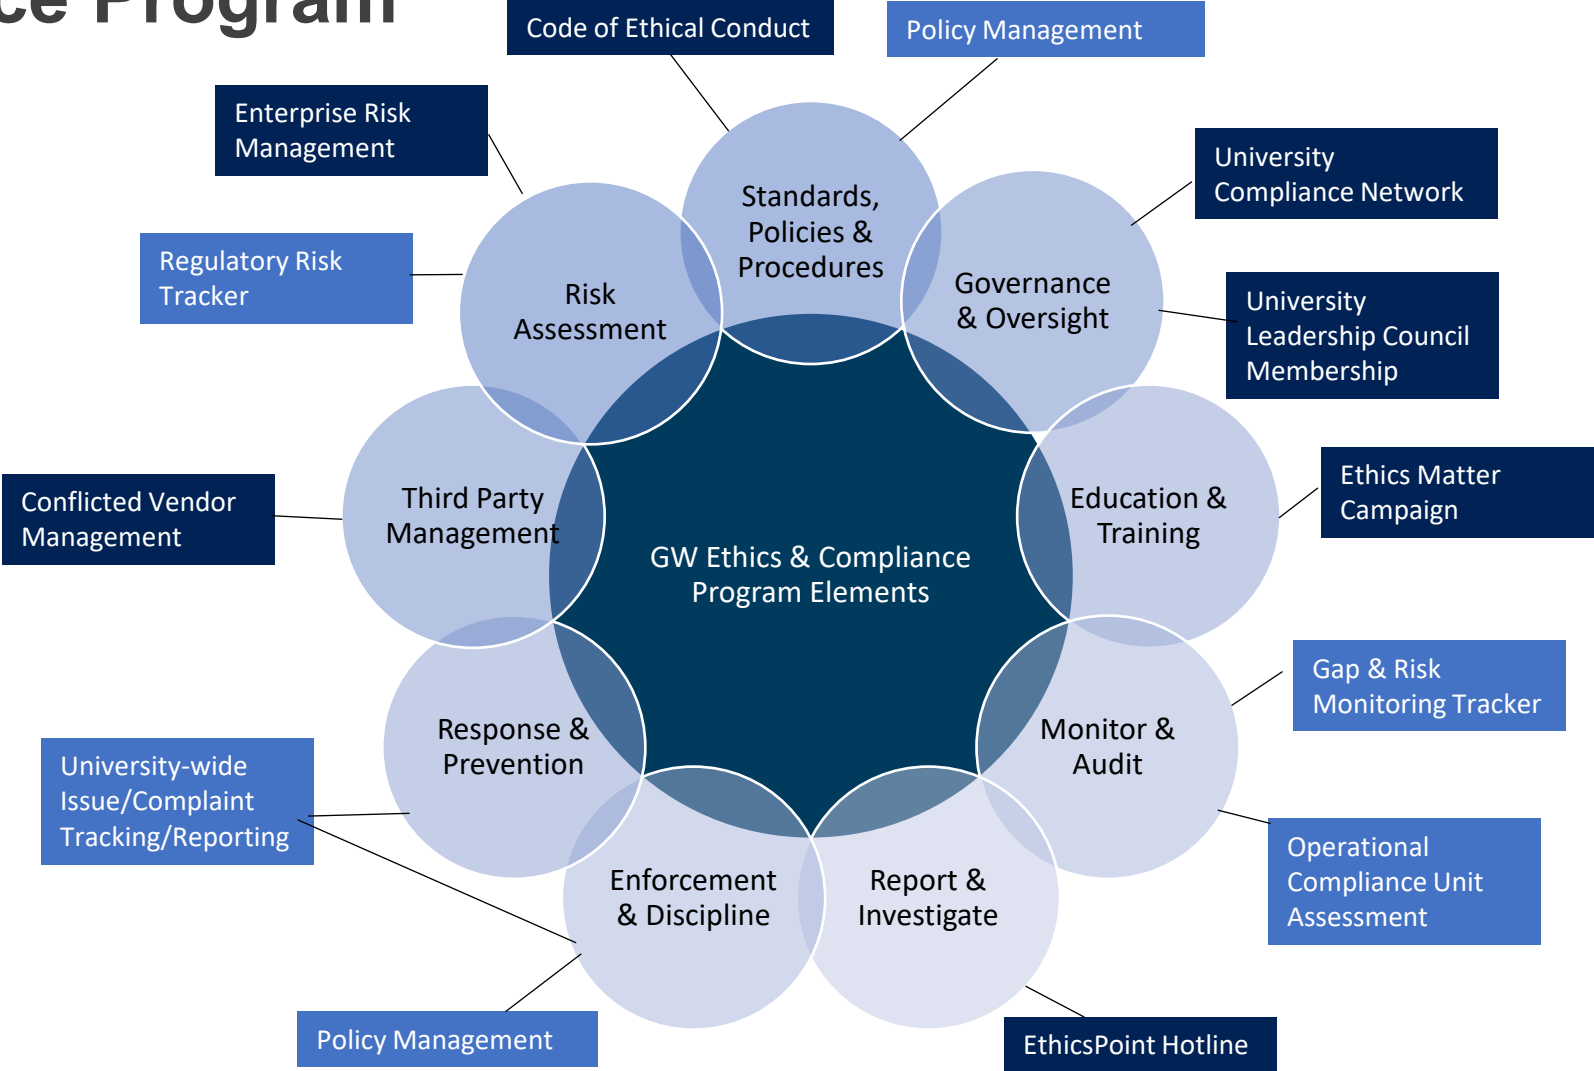 ce Program
Code of Ethical Conduct
Policy Management
Enterprise Risk
Management
University
Compliance Network
Standards,
Policies &
Procedures
Regulatory Risk
Tracker
Risk
Assessment
Governance
& Oversight
University
Leadership Council
Membership
Conflicted Vendor
Management
Third Party
Management
Education &
Training
Ethics Matter
Campaign
GW Ethics & Compliance
Program Elements
Response &
Prevention
Monitor &
Audit
Gap & Risk
Monitoring Tracker
University-wide
Issue/Complaint
Tracking/Reporting
Enforcement
& Discipline
Report &
Investigate
Operational
Compliance Unit
Assessment
Policy Management
EthicsPoint Hotline